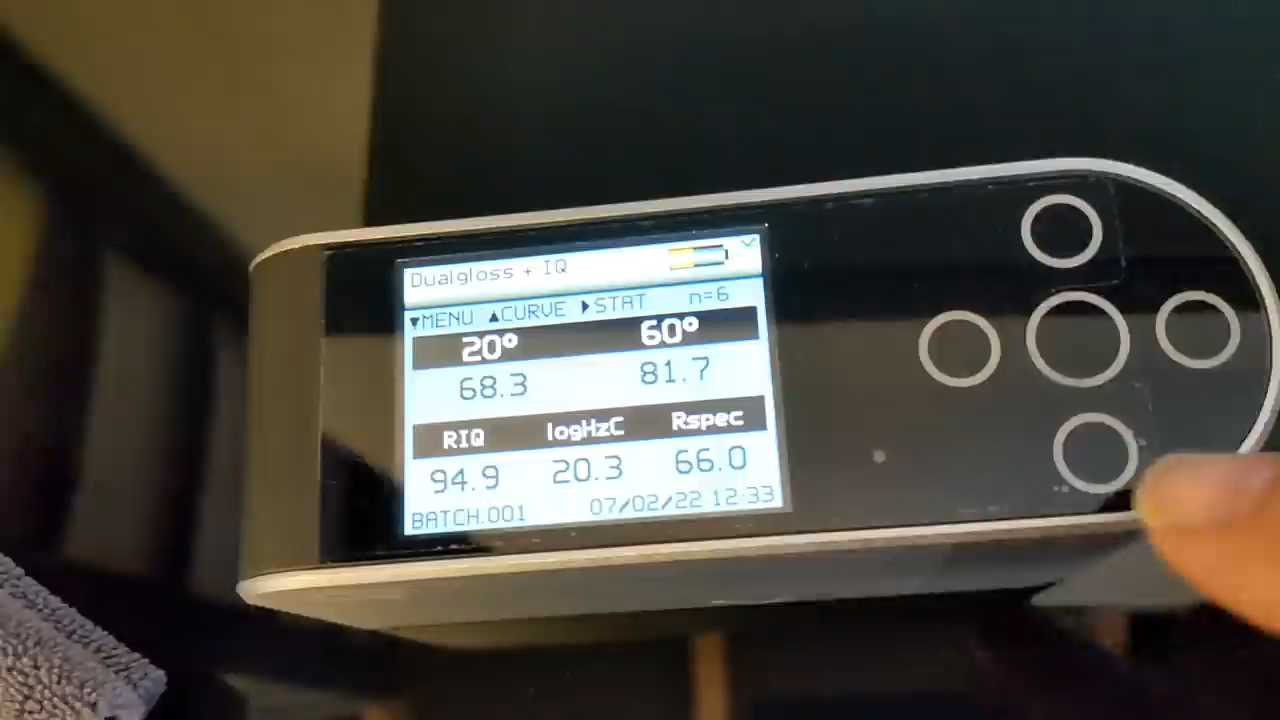 Dualgloss + IQ
▼MENU ▲CURVE ▶STAT n=6
20° 60°
68.3 81.7
RIQ logHzC Rspec
94.9 20.3 66.0
BATCH.001 07/02/22 12:33